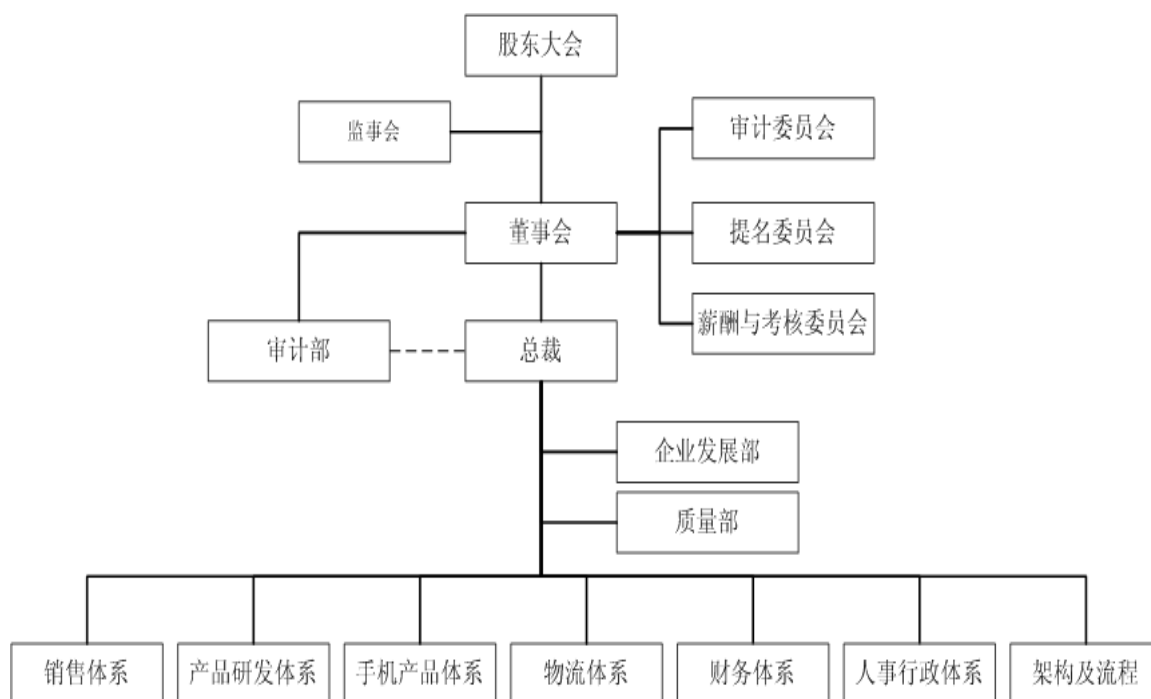 股东大会
监事会
审计委员会
董事会
提名委员会
薪酬与考核委员会
审计部
总裁
企业发展部
质量部
销售体系
产品研发体系
手机产品体系
物流体系
财务体系
人事行政体系
架构及流程